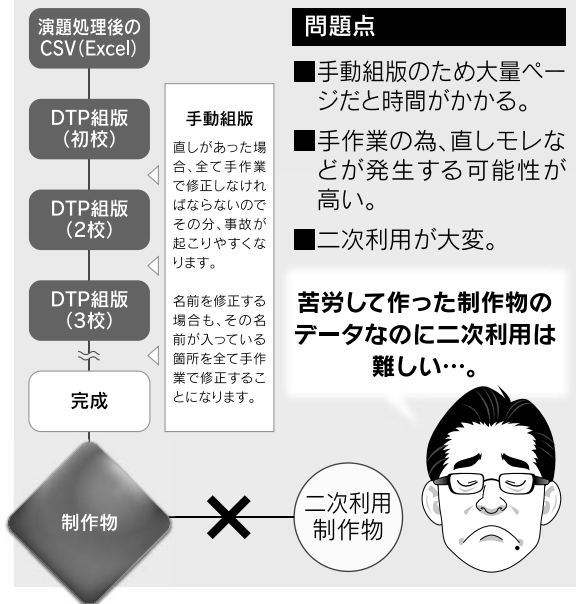 演題処理後の
CSV(Excel)
DTP組版
(初校)
DTP組版
(2校)
DTP組版
(3校)
完成
制作物
手動組版
直しがあった場
合、全て手作業
で修正しなけれ
ばならないので
その分、事故が
起こりやすくな
ります。
名前を修正する
場合も、その名
前が入っている
箇所を全て手作
業で修正するこ
とになります。
問題点
■手動組版のため大量ペー
ジだと時間がかかる。
■手作業の為、直しモレな
どが発生する可能性が
高い。
■二次利用が大変。
苦労して作った制作物の
データなのに二次利用は
難しい…。
二次利用
制作物